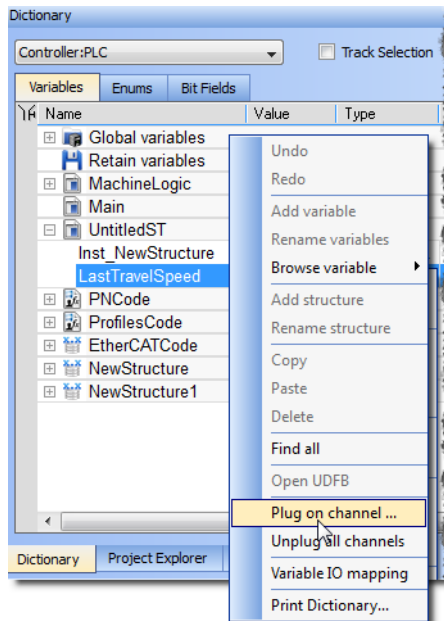 Dictionary
Controller:PLC
Track Selection
Variables Enums Bit Fields
Name Value Type
Global variables
Retain variables
MachineLogic
Main
UntitledST
Inst_NewStructure
LastTravelSpeed
PNCode
ProfilesCode
EtherCATCode
NewStructure
NewStructure1
Undo
Redo
Add variable
Rename variables
Browse variable
Add structure
Rename structure
Copy
Paste
Delete
Find all
Open UDFB
Plug on channel ...
Unplug all channels
Variable IO mapping
Print Dictionary...
Dictionary Project Explorer